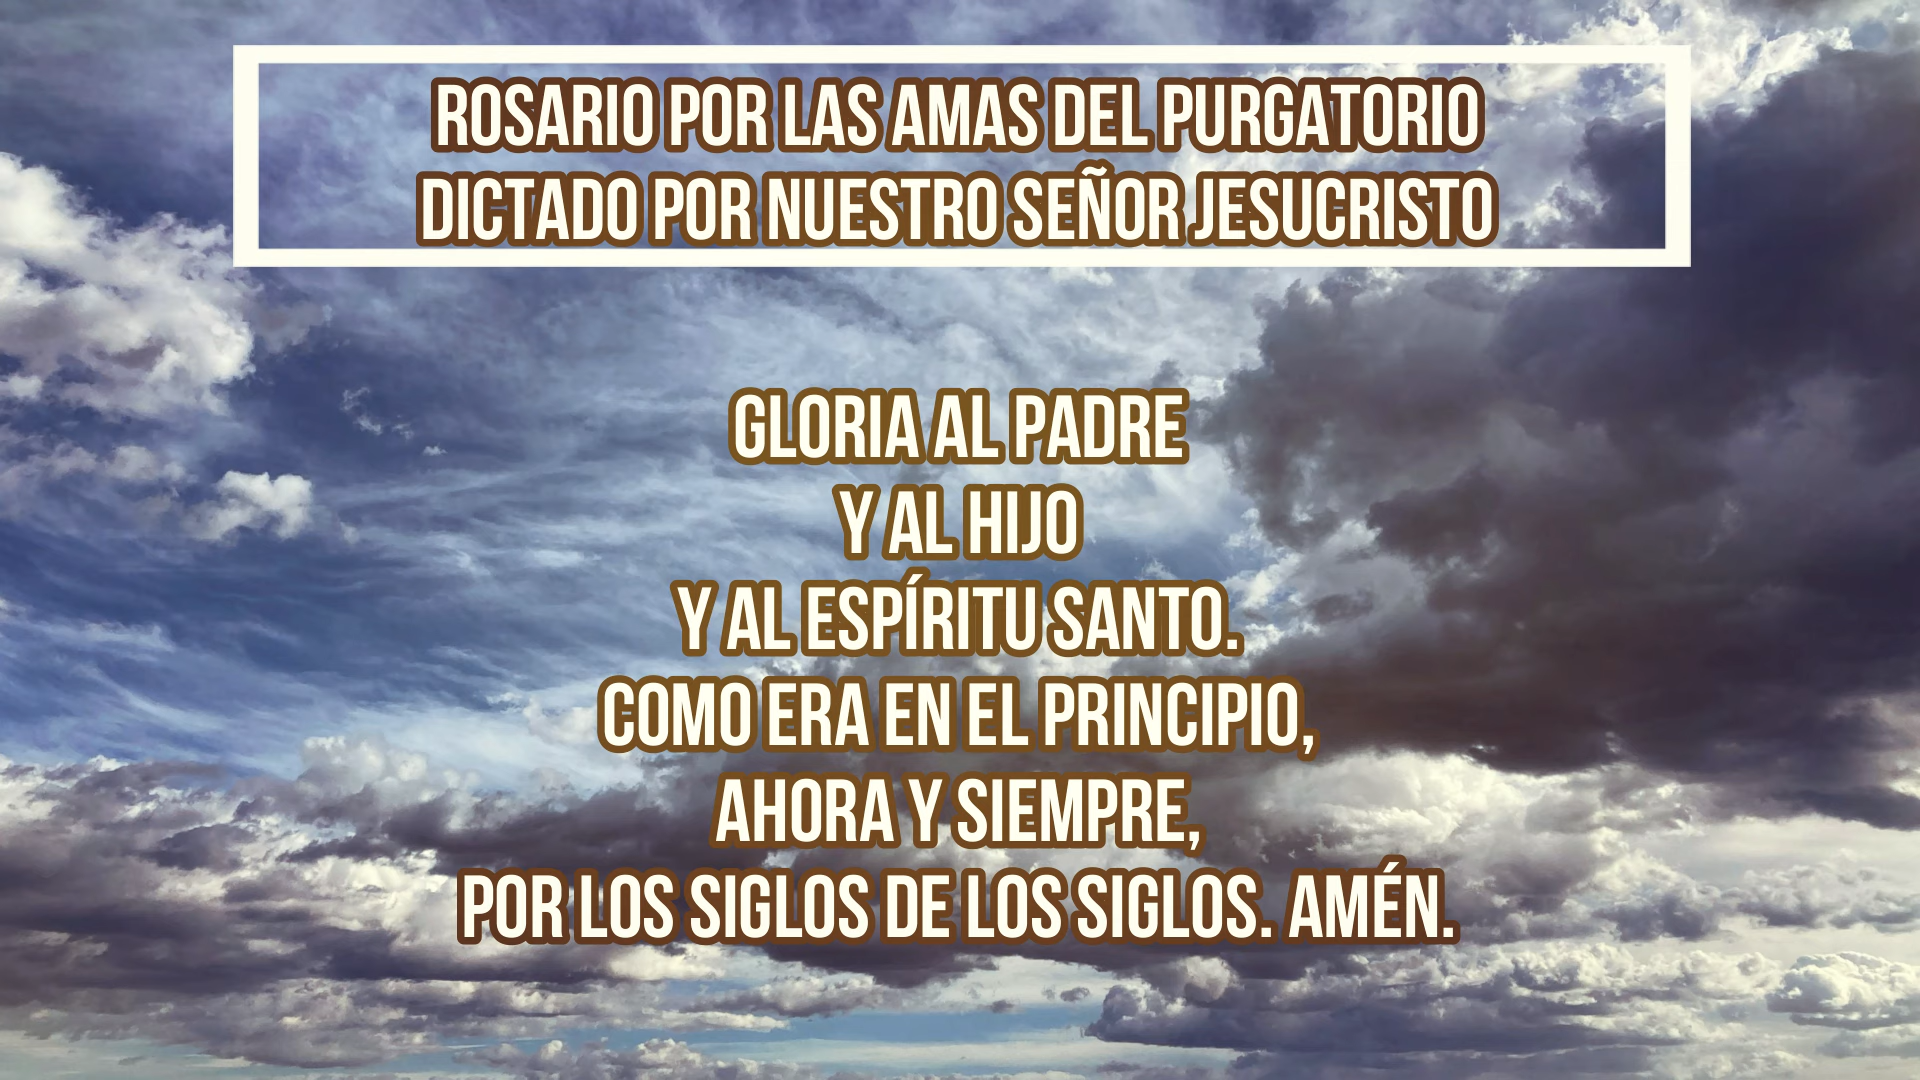 ROSARIO POR LAS AMAS DEL PURGATORIO
DICTADO POR NUESTRO SEÑOR JESUCRISTO
GLORIA AL PADRE
Y AL HIJO
Y AL ESPÍRITU SANTO.
COMO ERA EN EL PRINCIPIO,
AHORA Y SIEMPRE,
POR LOS SIGLOS DE LOS SIGLOS. AMÉN.